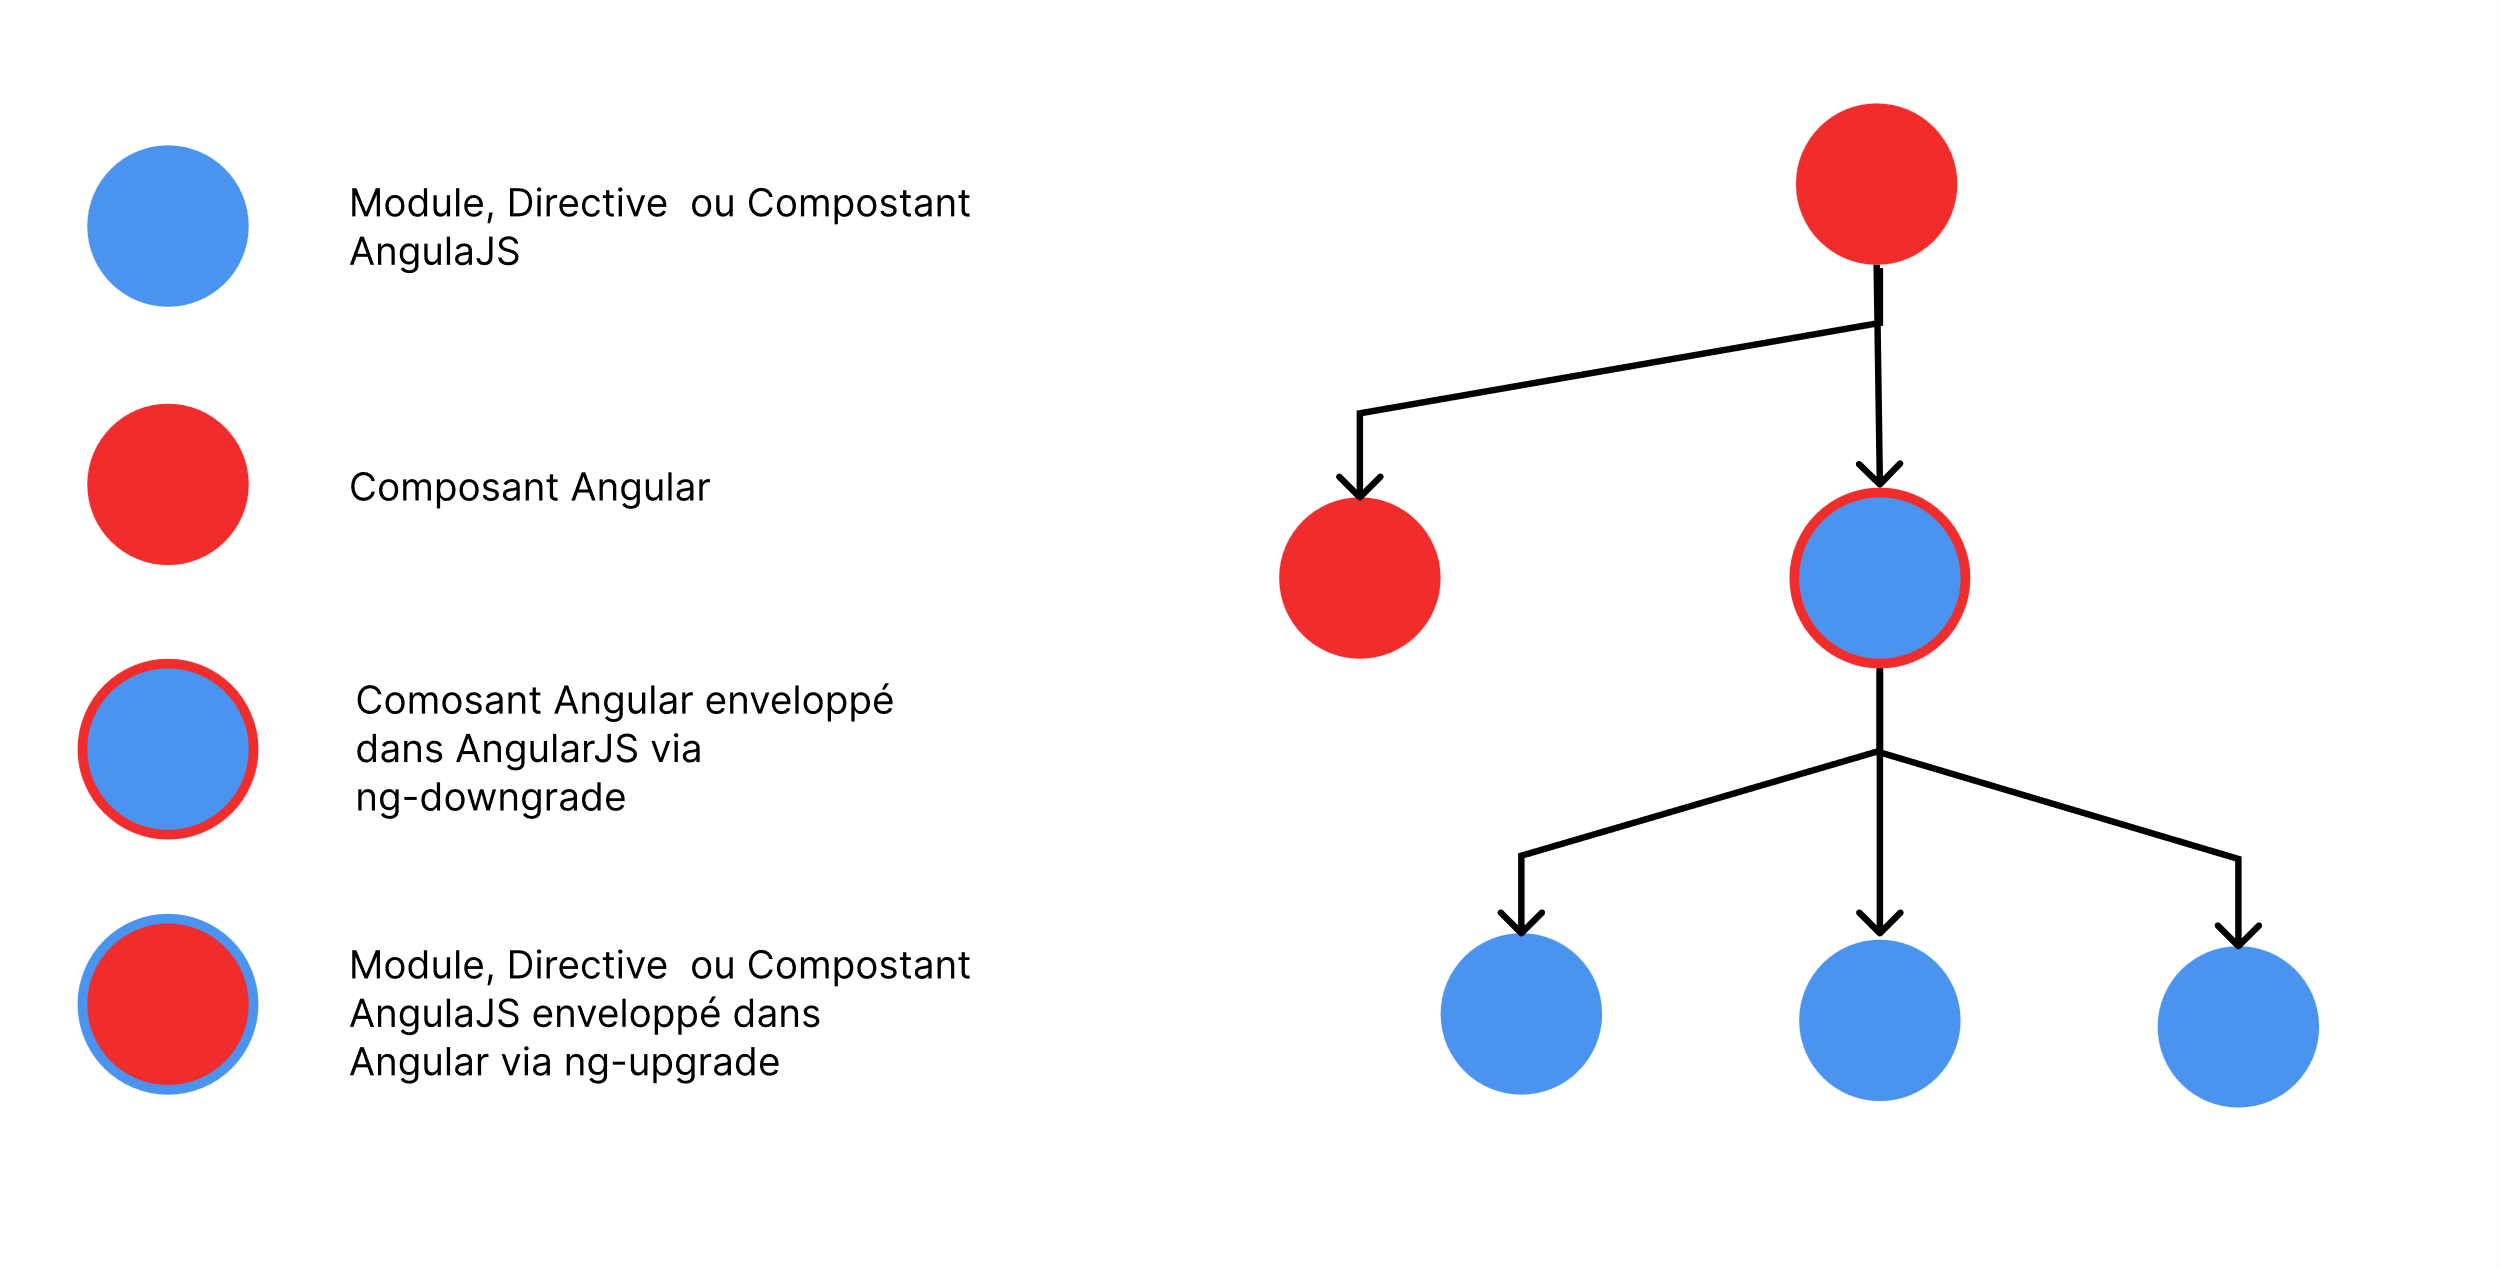 Module, Directive  ou Compostant
AngulaJS
Composant Angular
Comosant Angular envelopé
dans AngularJS via
ng-downgrade
Module, Directive  ou Compostant
AngulaJS enveloppé dans
Angular via ng-upgrade